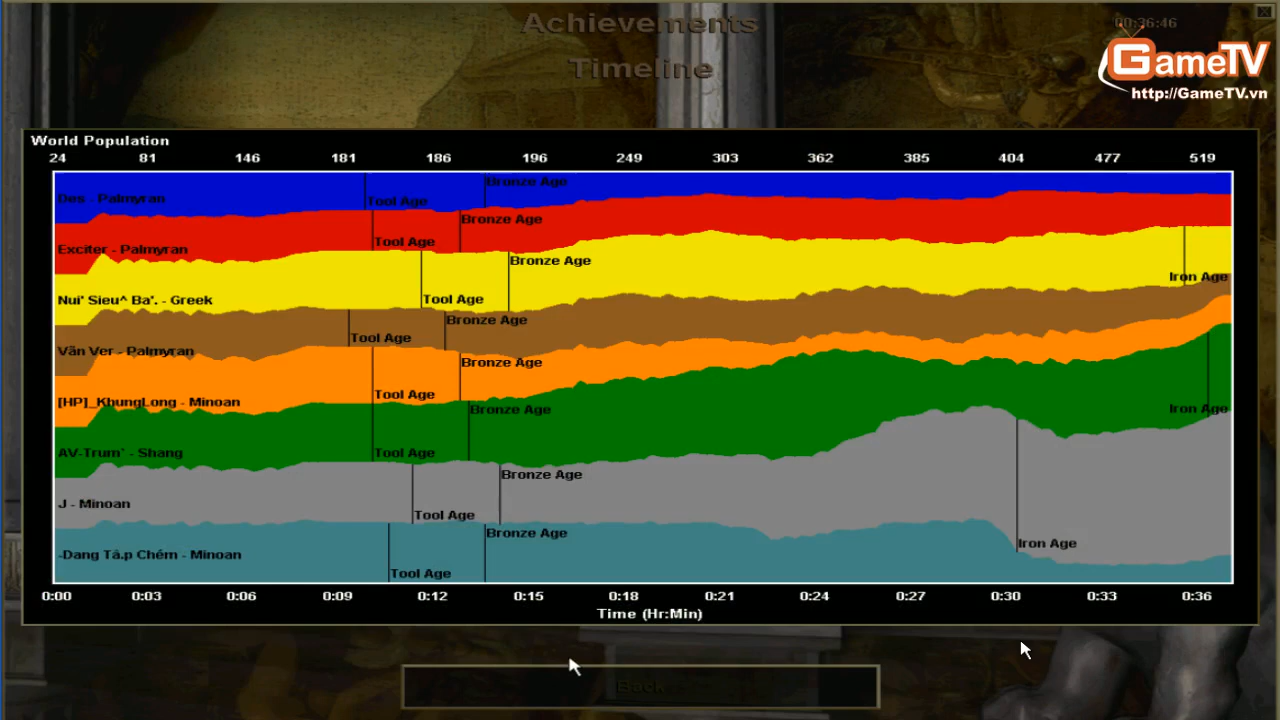 Achievements
00:36:46
Timeline
GameTV
http://GameTV.vn
World Population
24 81 146 181 186 196 249 303 362 385 404 477 519
Bronze Age
Des - Palmyran
Tool Age
Bronze Age
Tool Age
Exciter - Palmyran
Bronze Age
Iron Age
Nui' Sieu^ Ba'. - Greek
Tool Age
Bronze Age
Tool Age
Văn Ver - Palmyran
Bronze Age
Tool Age
[HP]_KhungLong - Minoan
Bronze Age
Iron Age
AV-Trum` - Shang
Tool Age
Bronze Age
J - Minoan
Tool Age
Bronze Age
Iron Age
-Dang Tâ.p Chém - Minoan
Tool Age
0:00 0:03 0:06 0:09 0:12 0:15 0:18 0:21 0:24 0:27 0:30 0:33 0:36
Time (Hr:Min)
Back